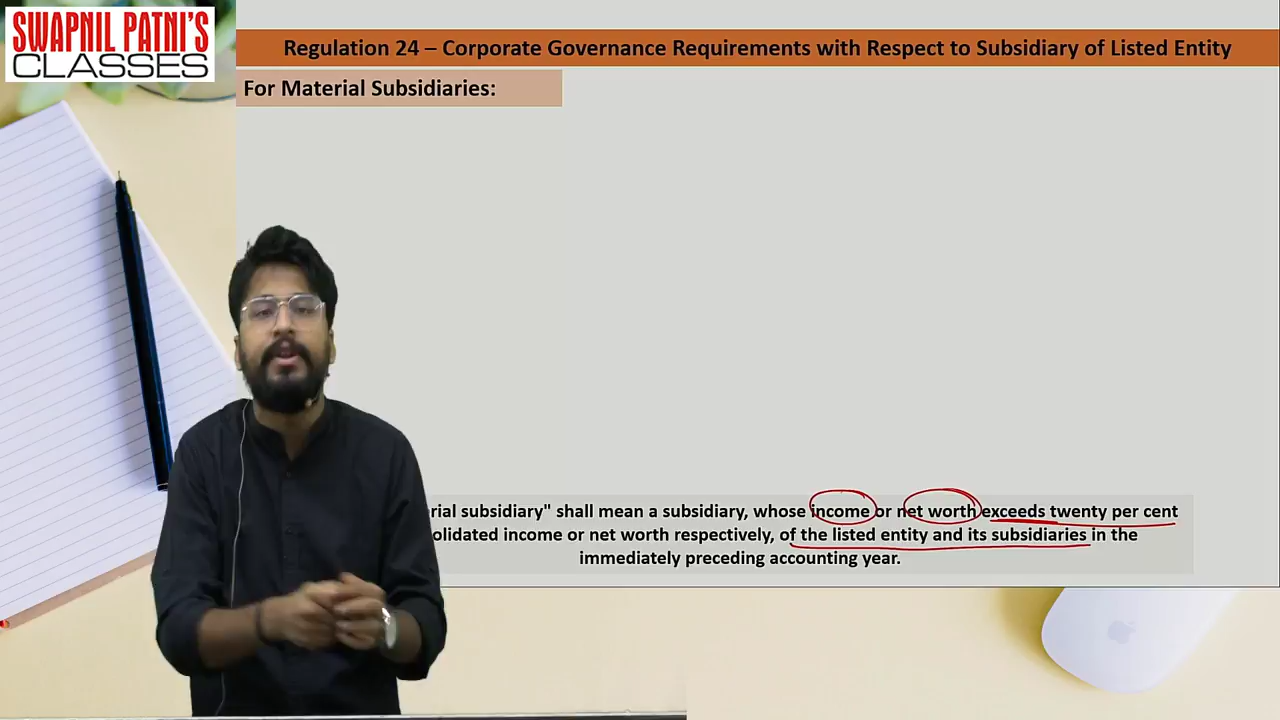 SWAPNIL PATNI'S
CLASSES
Regulation 24 – Corporate Governance Requirements with Respect to Subsidiary of Listed Entity
For Material Subsidiaries:
subsidiary" shall mean a subsidiary, whose income or net worth exceeds twenty per cent
income or net worth respectively, of the listed entity and its subsidiaries in the
immediately preceding accounting year.